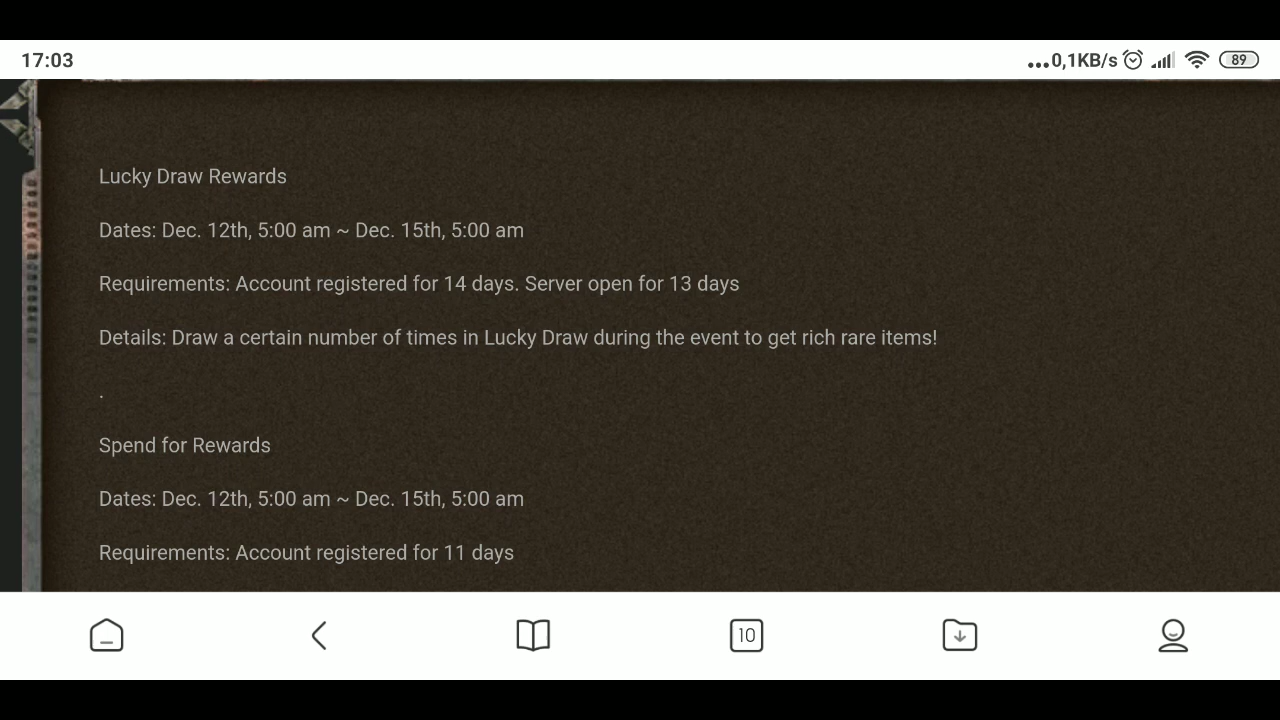 17:03
...0,1KB/s
89
Lucky Draw Rewards
Dates: Dec. 12th, 5:00 am ~ Dec. 15th, 5:00 am
Requirements: Account registered for 14 days. Server open for 13 days
Details: Draw a certain number of times in Lucky Draw during the event to get rich rare items!
.
Spend for Rewards
Dates: Dec. 12th, 5:00 am ~ Dec. 15th, 5:00 am
Requirements: Account registered for 11 days
10